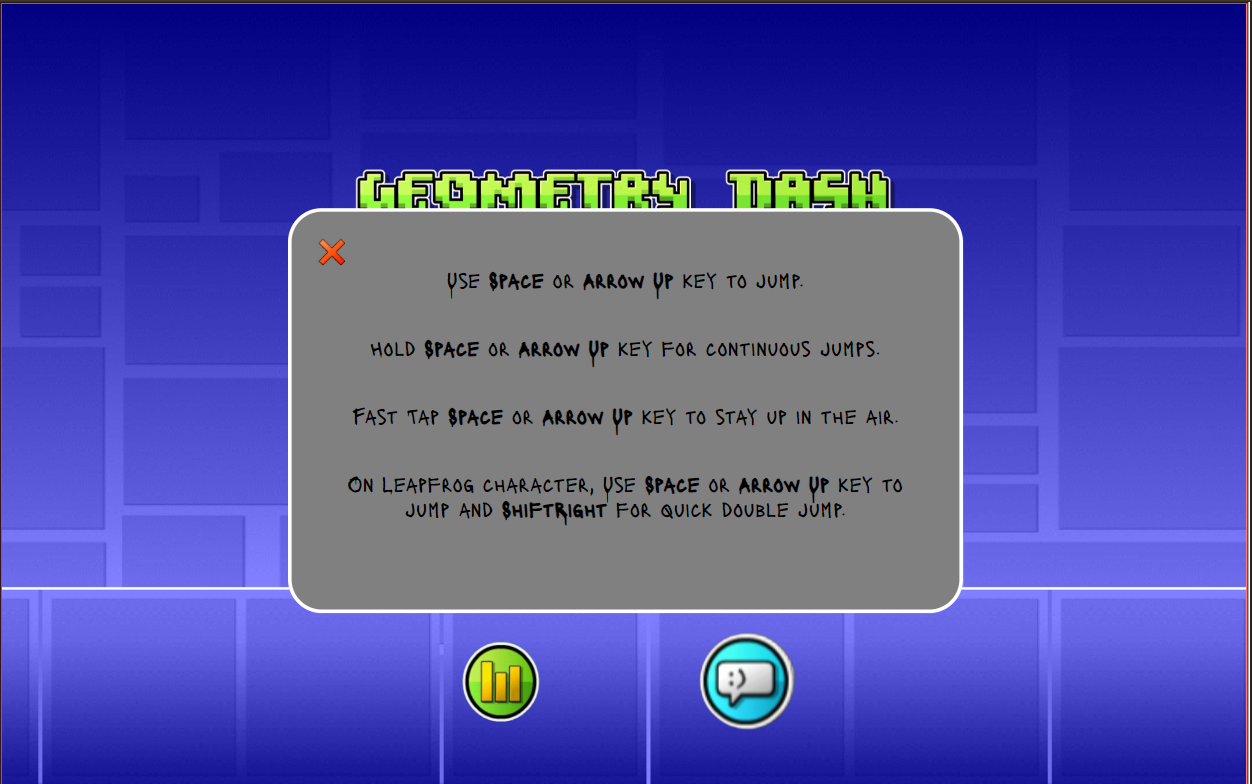 GEOMETRY DASH
USE SPACE OR ARROW UP KEY TO JUMP.
HOLD SPACE OR ARROW UP KEY FOR CONTINUOUS JUMPS.
FAST TAP SPACE OR ARROW UP KEY TO STAY UP IN THE AIR.
ON LEAPFROG CHARACTER, USE SPACE OR ARROW UP KEY TO
JUMP AND SHIFTRIGHT FOR QUICK DOUBLE JUMP.
:)